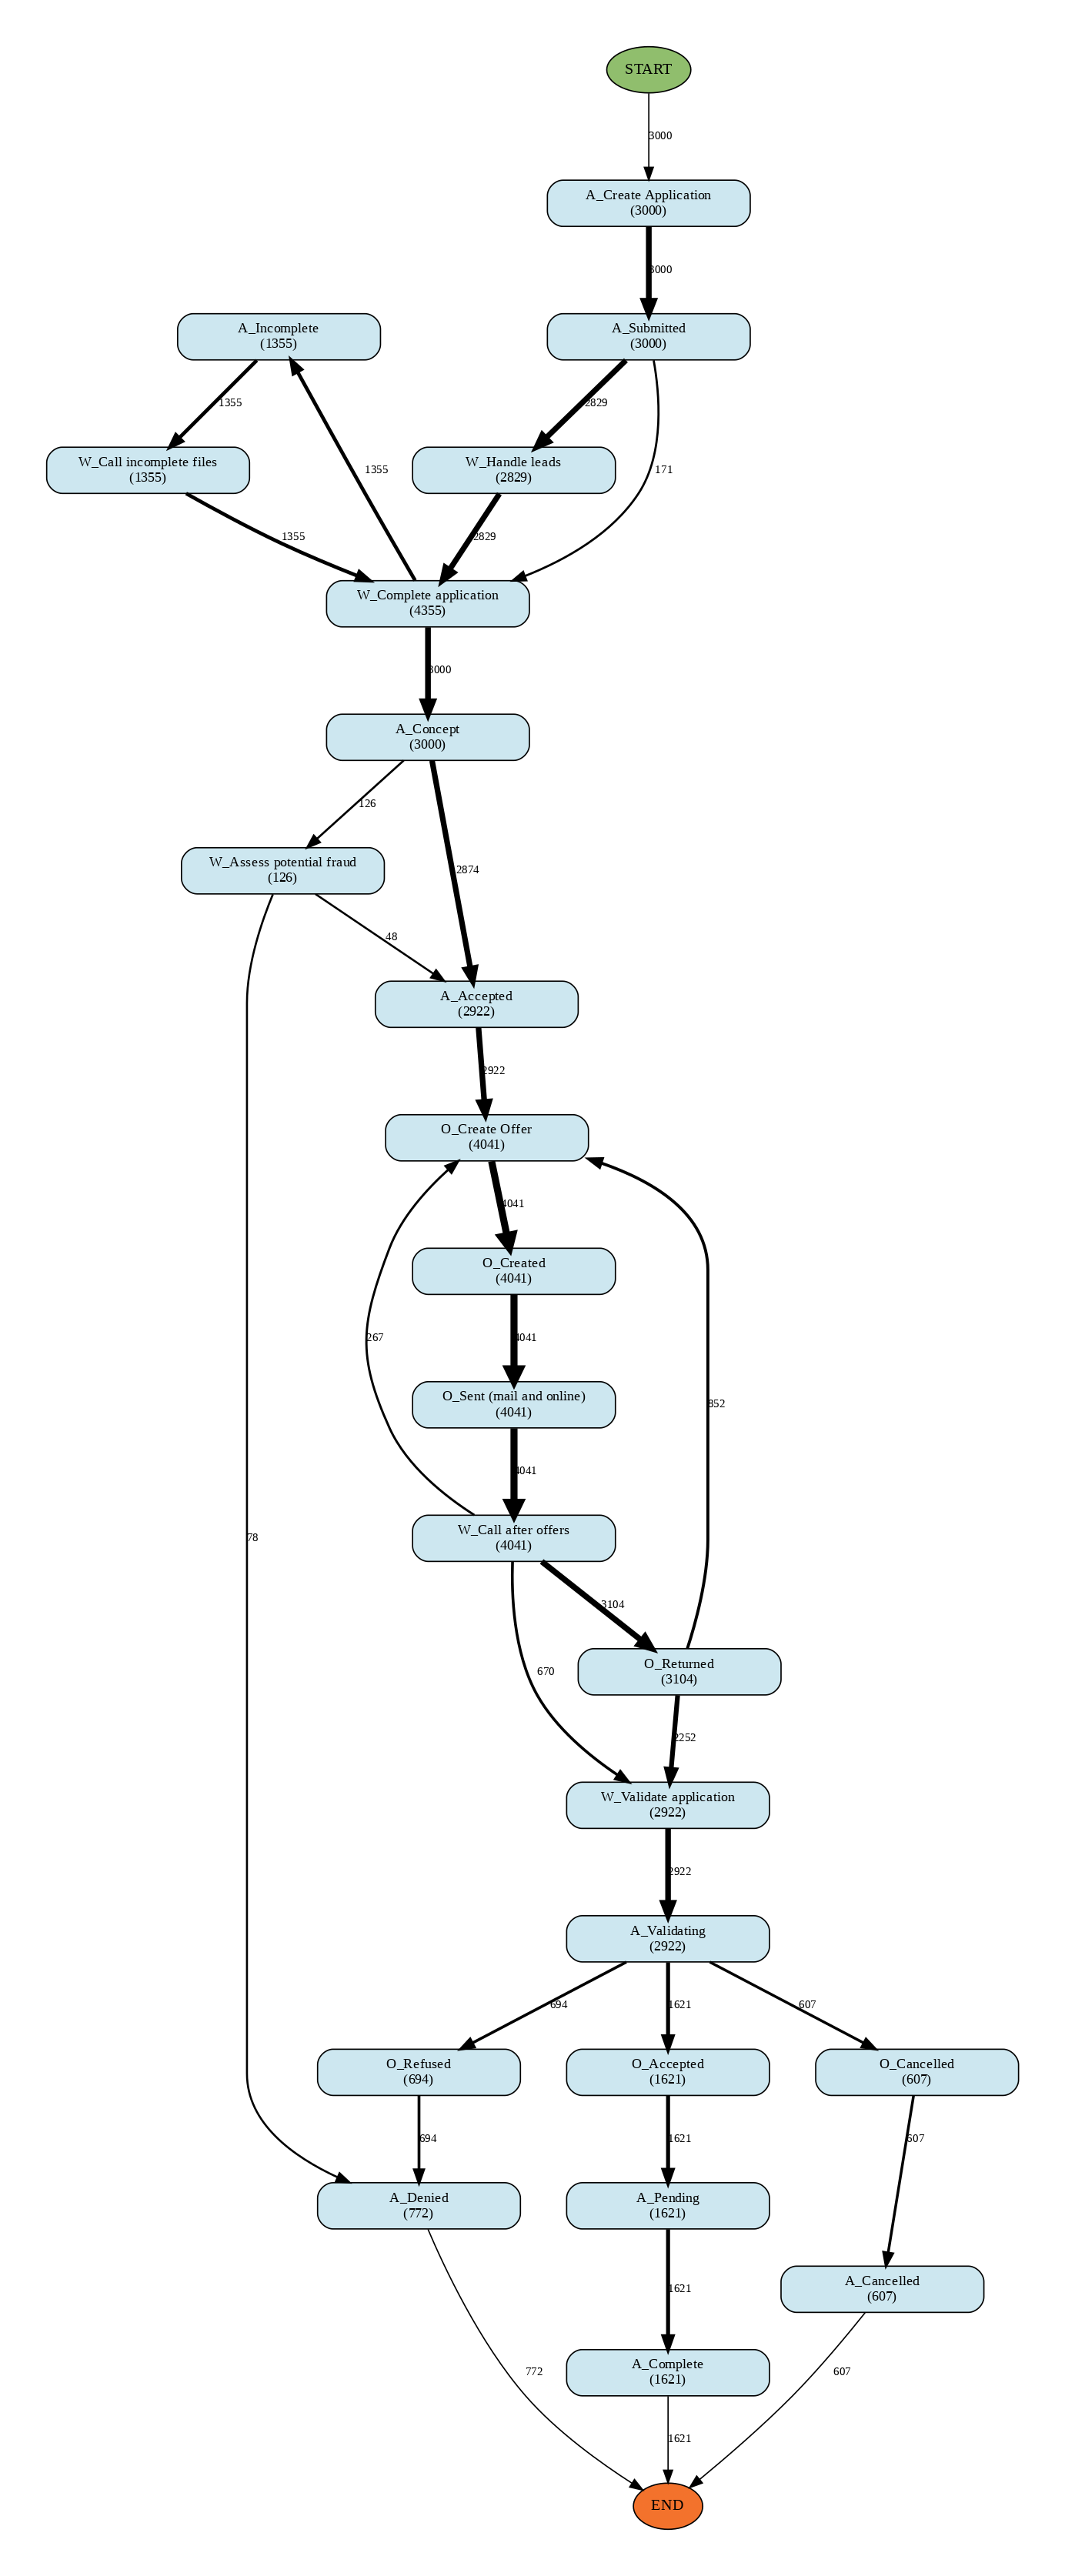 START
3000
A_Create Application
(3000)
3000
A_Incomplete
(1355)
A_Submitted
(3000)
1355
2829
W_Call incomplete files
(1355)
1355
W_Handle leads
(2829)
171
1355
2829
W_Complete application
(4355)
3000
A_Concept
(3000)
126
W_Assess potential fraud
(126)
2874
48
A_Accepted
(2922)
2922
O_Create Offer
(4041)
4041
O_Created
(4041)
267
4041
O_Sent (mail and online)
(4041)
852
4041
78
W_Call after offers
(4041)
3104
670
O_Returned
(3104)
2252
W_Validate application
(2922)
2922
A_Validating
(2922)
694
1621
607
O_Refused
(694)
O_Accepted
(1621)
O_Cancelled
(607)
694
1621
607
A_Denied
(772)
A_Pending
(1621)
1621
A_Cancelled
(607)
772
A_Complete
(1621)
607
1621
END